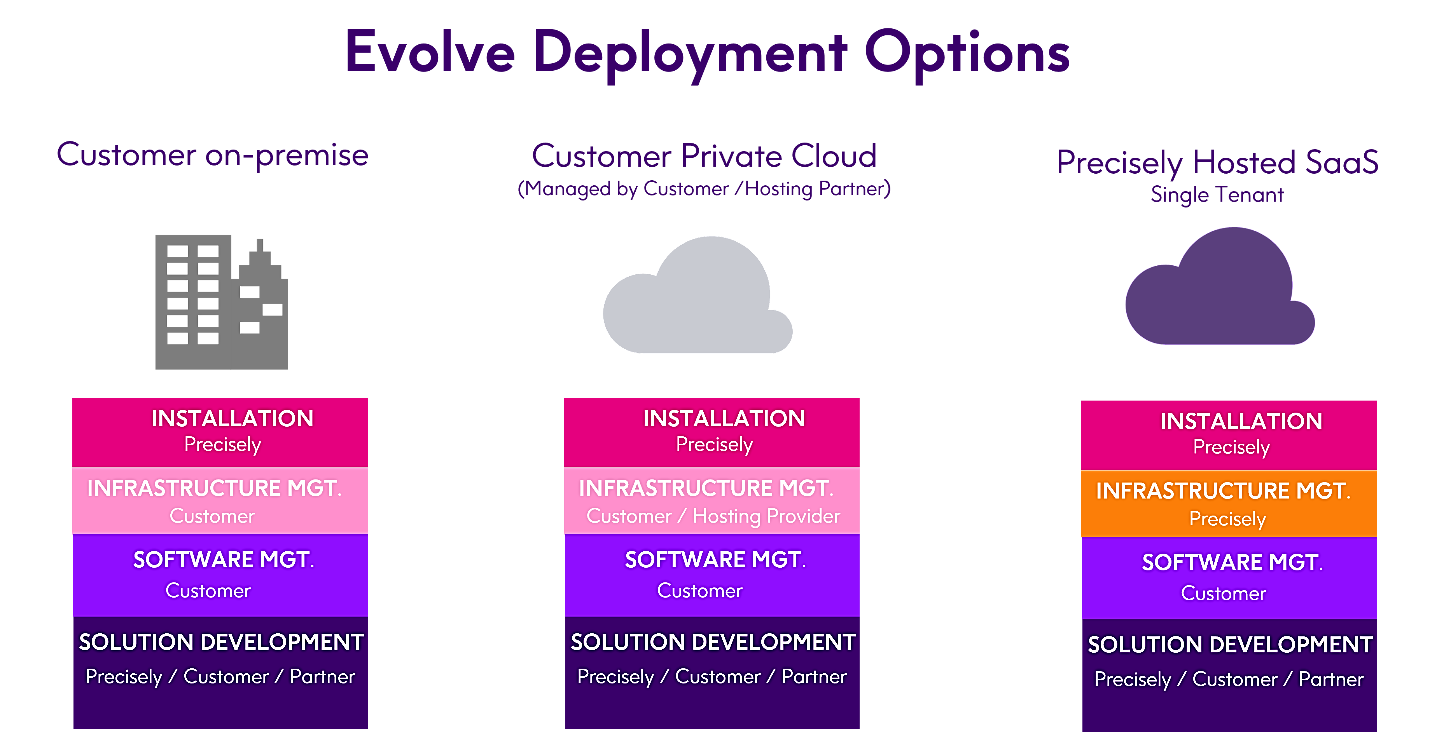 Evolve Deployment Options
Customer on-premise
INSTALLATION
Precisely
INFRASTRUCTURE MGT.
Customer
SOFTWARE MGT.
Customer
SOLUTION DEVELOPMENT
Precisely / Customer / Partner
Customer Private Cloud
(Managed by Customer /Hosting Partner)
INSTALLATION
Precisely
INFRASTRUCTURE MGT.
Customer / Hosting Provider
SOFTWARE MGT.
Customer
SOLUTION DEVELOPMENT
Precisely / Customer / Partner
Precisely Hosted SaaS
Single Tenant
INSTALLATION
Precisely
INFRASTRUCTURE MGT.
Precisely
SOFTWARE MGT.
Customer
SOLUTION DEVELOPMENT
Precisely / Customer / Partner